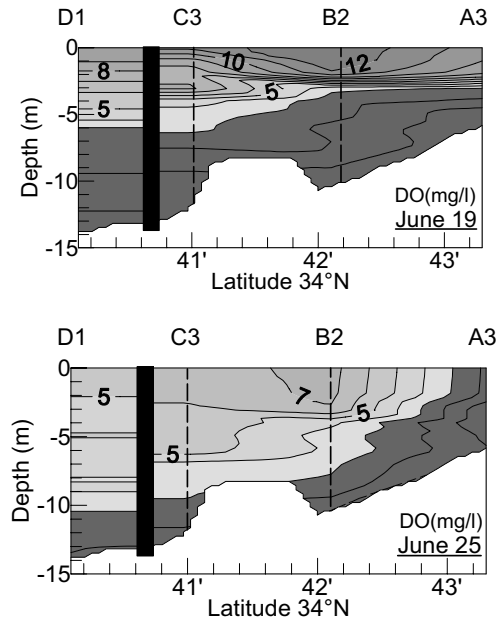 D1 C3 B2 A3
0
-5
-10
-15
Depth (m)
8
5
10
5
12
DO(mg/l)
June 19
41' 42' 43'
Latitude 34°N
D1 C3 B2 A3
0
-5
-10
-15
Depth (m)
5
5
7
5
DO(mg/l)
June 25
41' 42' 43'
Latitude 34°N